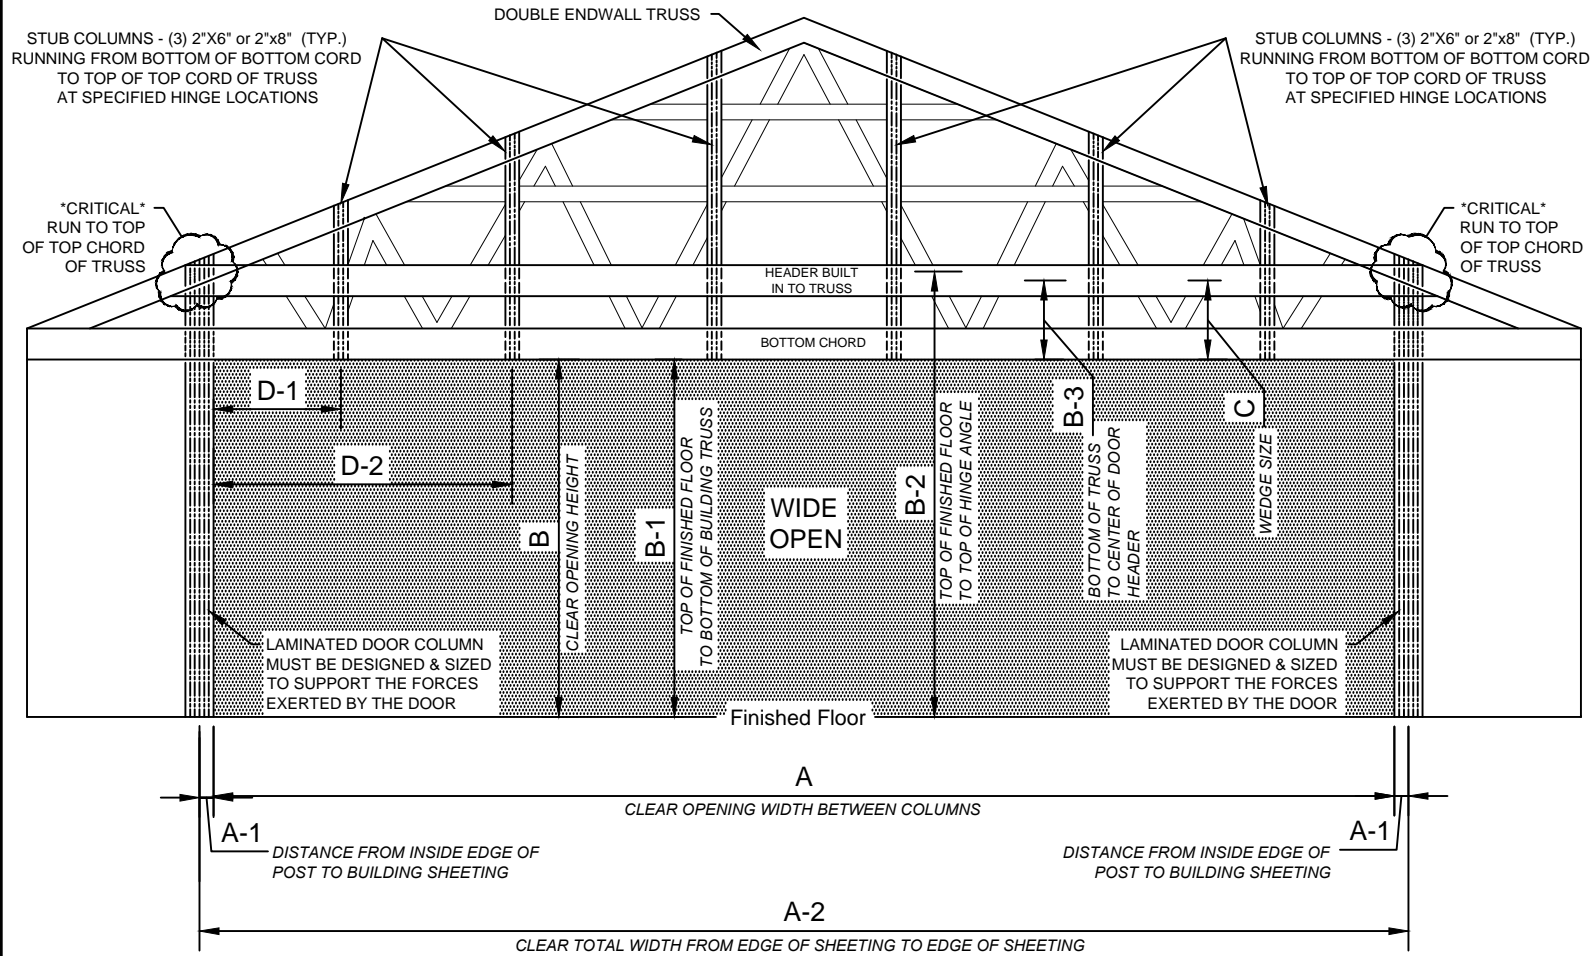 DOUBLE ENDWALL TRUSS
STUB COLUMNS - (3) 2"X6" or 2"x8" (TYP.)
RUNNING FROM BOTTOM OF BOTTOM CORD
TO TOP OF TOP CORD OF TRUSS
AT SPECIFIED HINGE LOCATIONS
STUB COLUMNS - (3) 2"X6" or 2"x8" (TYP.)
RUNNING FROM BOTTOM OF BOTTOM CORD
TO TOP OF TOP CORD OF TRUSS
AT SPECIFIED HINGE LOCATIONS
*CRITICAL*
RUN TO TOP
OF TOP CHORD
OF TRUSS
*CRITICAL*
RUN TO TOP
OF TOP CHORD
OF TRUSS
HEADER BUILT
IN TO TRUSS
BOTTOM CHORD
D-1
D-2
B
CLEAR OPENING HEIGHT
B-1
TOP OF FINISHED FLOOR
TO BOTTOM OF BUILDING TRUSS
WIDE
OPEN
B-2
TOP OF FINISHED FLOOR
TO TOP OF HINGE ANGLE
B-3
BOTTOM OF TRUSS
TO CENTER OF DOOR
HEADER
C
WEDGE SIZE
LAMINATED DOOR COLUMN
MUST BE DESIGNED & SIZED
TO SUPPORT THE FORCES
EXERTED BY THE DOOR
LAMINATED DOOR COLUMN
MUST BE DESIGNED & SIZED
TO SUPPORT THE FORCES
EXERTED BY THE DOOR
Finished Floor
A
CLEAR OPENING WIDTH BETWEEN COLUMNS
A-1
DISTANCE FROM INSIDE EDGE OF
POST TO BUILDING SHEETING
A-1
DISTANCE FROM INSIDE EDGE OF
POST TO BUILDING SHEETING
A-2
CLEAR TOTAL WIDTH FROM EDGE OF SHEETING TO EDGE OF SHEETING